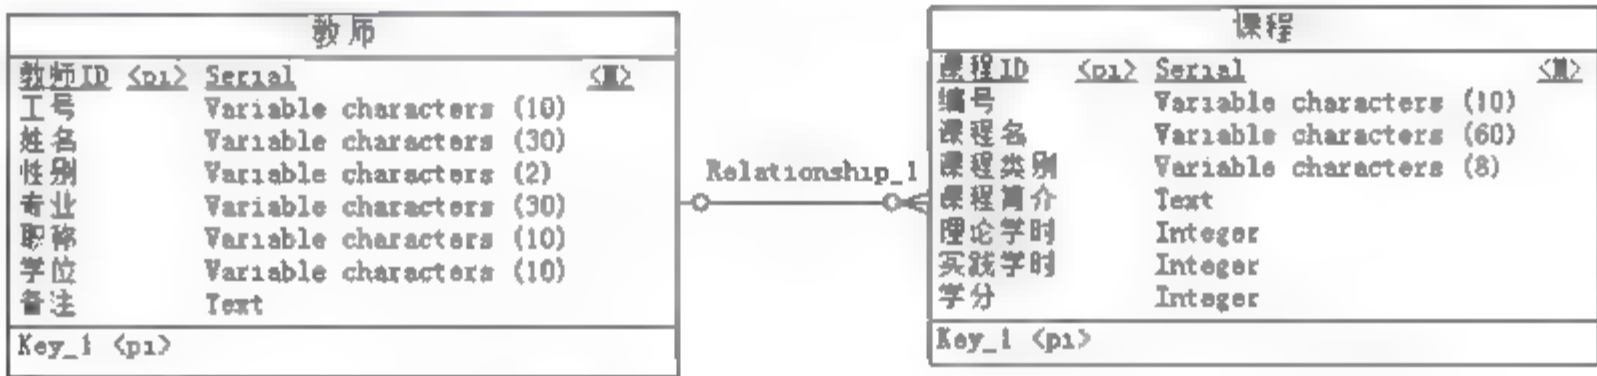 教师
教师ID <pi> Serial <M>
工号 Variable characters (10)
姓名 Variable characters (30)
性别 Variable characters (2)
专业 Variable characters (30)
职称 Variable characters (10)
学位 Variable characters (10)
备注 Text
Key_1 <pi>
Relationship_1
课程
课程ID <pi> Serial <M>
编号 Variable characters (10)
课程名 Variable characters (60)
课程类别 Variable characters (8)
课程简介 Text
理论学时 Integer
实践学时 Integer
学分 Integer
Key_1 <pi>